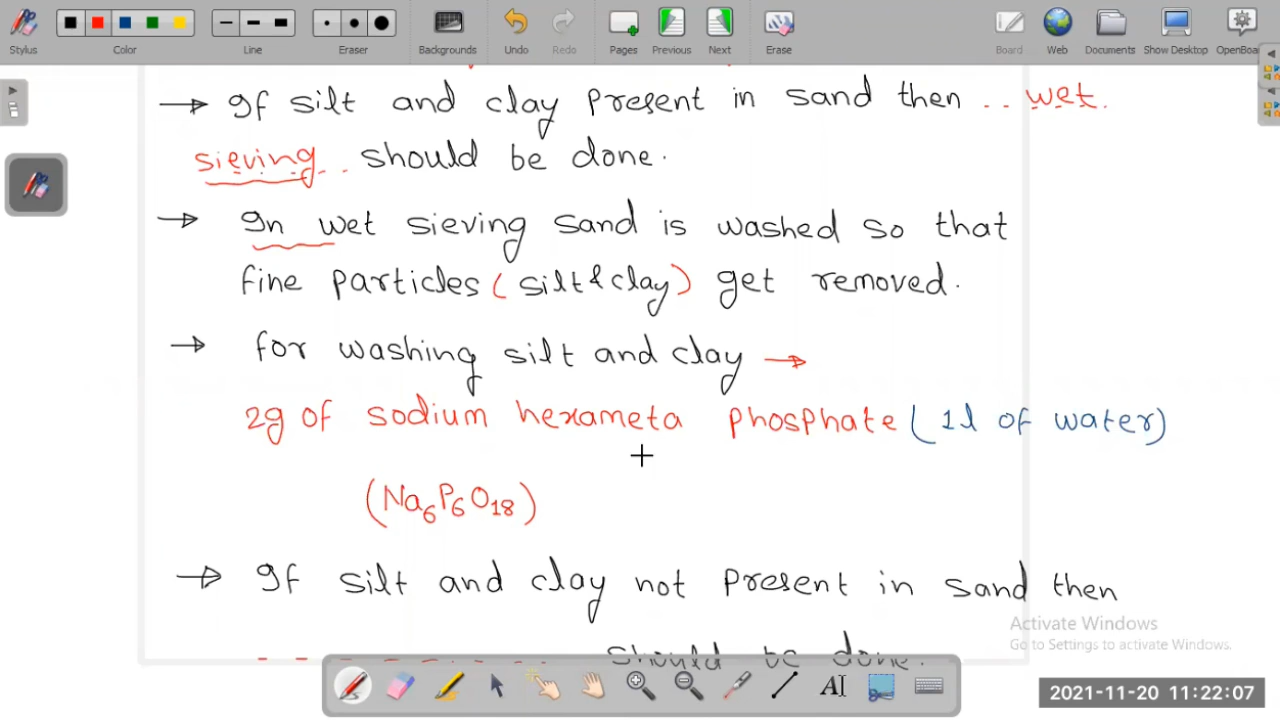 Stylus Color Line Eraser Backgrounds Undo Redo Pages Previous Next Erase Board Web Documents Show Desktop OpenBoard
→ If silt and clay present in sand then .. wet.
sieving .. should be done.
→ In wet sieving sand is washed so that
fine particles (silt & clay) get removed.
→ for washing silt and clay →
2g of sodium hexameta phosphate (1l of water)
(Na₆P₆O₁₈)
→ If silt and clay not present in sand then
should be done.
Activate Windows
Go to Settings to activate Windows.
2021-11-20 11:22:07